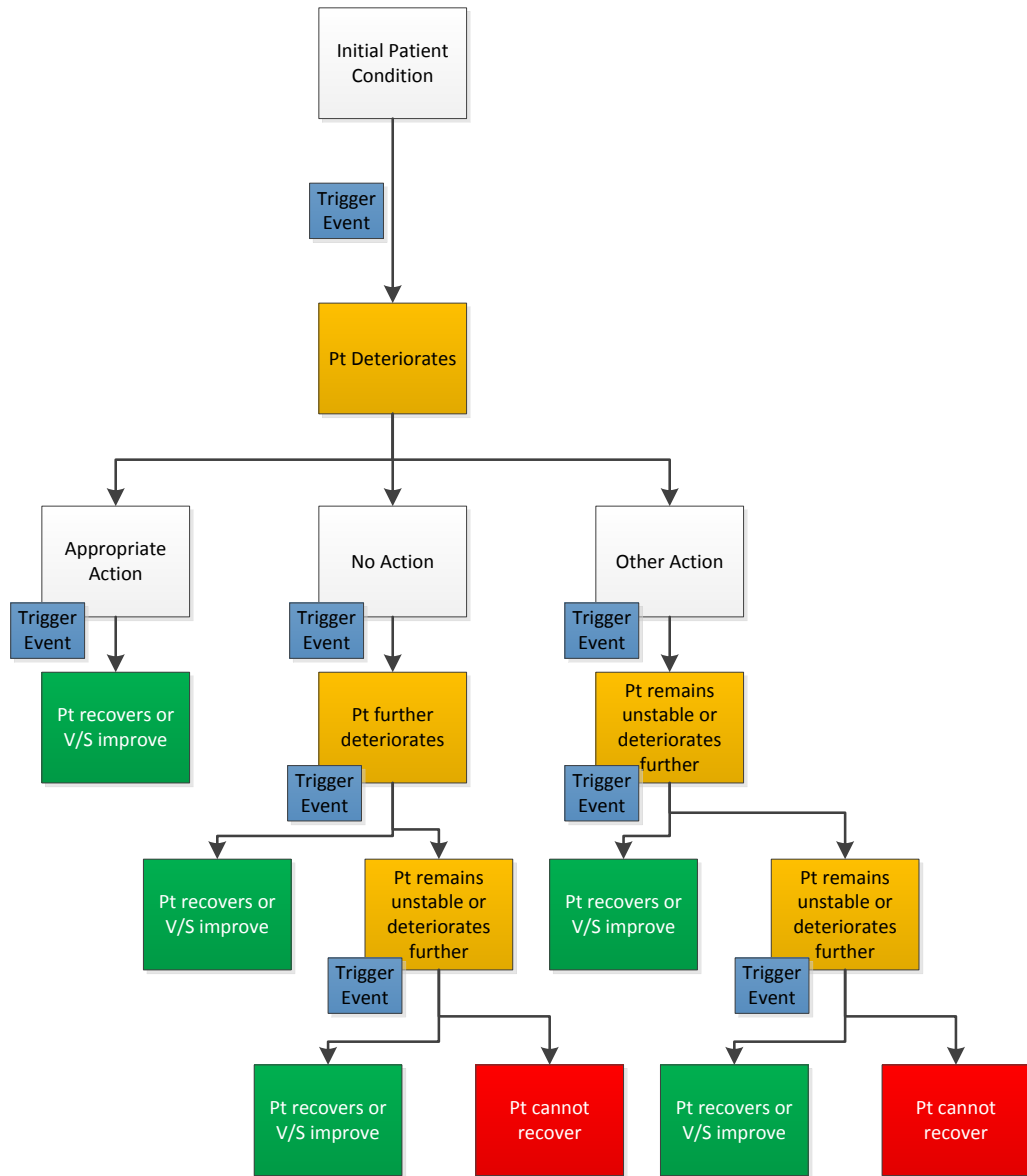 Initial Patient
Condition
Trigger
Event
Pt Deteriorates
Appropriate
Action
No Action
Other Action
Trigger
Event
Trigger
Event
Trigger
Event
Pt recovers or
V/S improve
Pt further
deteriorates
Pt remains
unstable or
deteriorates
further
Trigger
Event
Trigger
Event
Pt recovers or
V/S improve
Pt remains
unstable or
deteriorates
further
Pt recovers or
V/S improve
Pt remains
unstable or
deteriorates
further
Trigger
Event
Trigger
Event
Pt recovers or
V/S improve
Pt cannot
recover
Pt recovers or
V/S improve
Pt cannot
recover